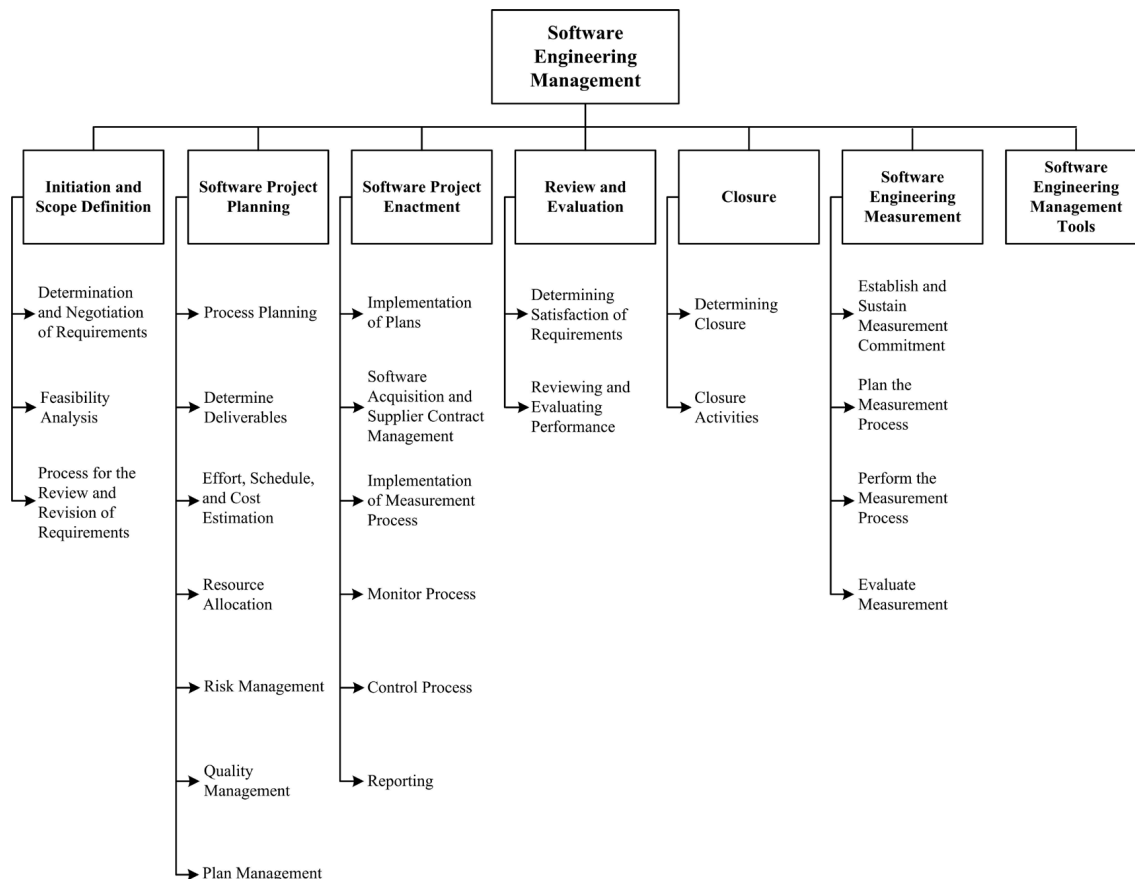 Software
Engineering
Management
Initiation and
Scope Definition
Software Project
Planning
Software Project
Enactment
Review and
Evaluation
Closure
Software
Engineering
Measurement
Software
Engineering
Management
Tools
Determination
and Negotiation
of Requirements
Feasibility
Analysis
Process for the
Review and
Revision of
Requirements
Process Planning
Determine
Deliverables
Effort, Schedule,
and Cost
Estimation
Resource
Allocation
Risk Management
Quality
Management
Plan Management
Implementation
of Plans
Software
Acquisition and
Supplier Contract
Management
Implementation
of Measurement
Process
Monitor Process
Control Process
Reporting
Determining
Satisfaction of
Requirements
Reviewing and
Evaluating
Performance
Determining
Closure
Closure
Activities
Establish and
Sustain
Measurement
Commitment
Plan the
Measurement
Process
Perform the
Measurement
Process
Evaluate
Measurement